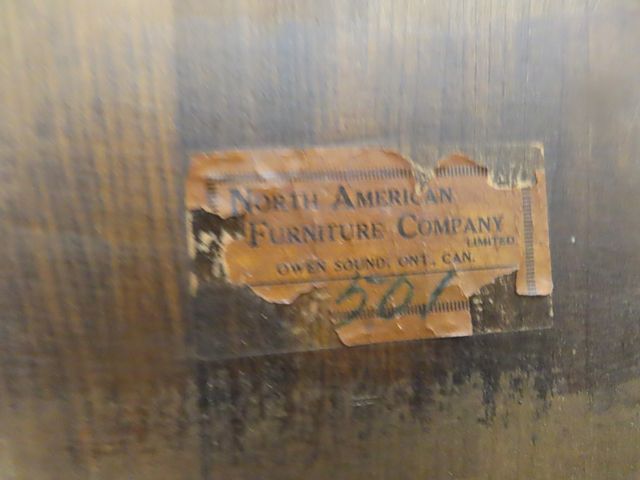 NORTH AMERICAN
FURNITURE COMPANY
LIMITED.
OWEN SOUND, ONT., CAN.
501